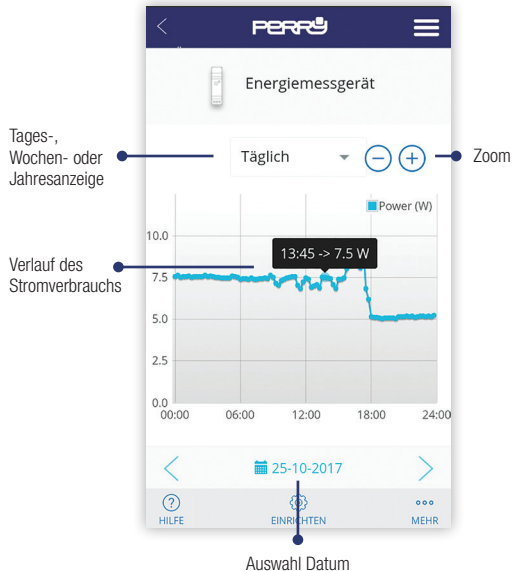 PERRY
Energiemessgerät
Tages-,
Wochen- oder
Jahresanzeige
Täglich
Zoom
Power (W)
10.0
13:45 -> 7.5 W
Verlauf des
Stromverbrauchs
7.5
5.0
2.5
0.0
00:00 06:00 12:00 18:00 24:00
25-10-2017
? HILFE
EINRICHTEN
MEHR
Auswahl Datum